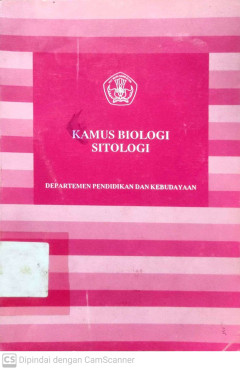 KAMUS BIOLOGI
SITOLOGI
DEPARTEMEN PENDIDIKAN DAN KEBUDAYAAN
CS Dipindai dengan CamScanner